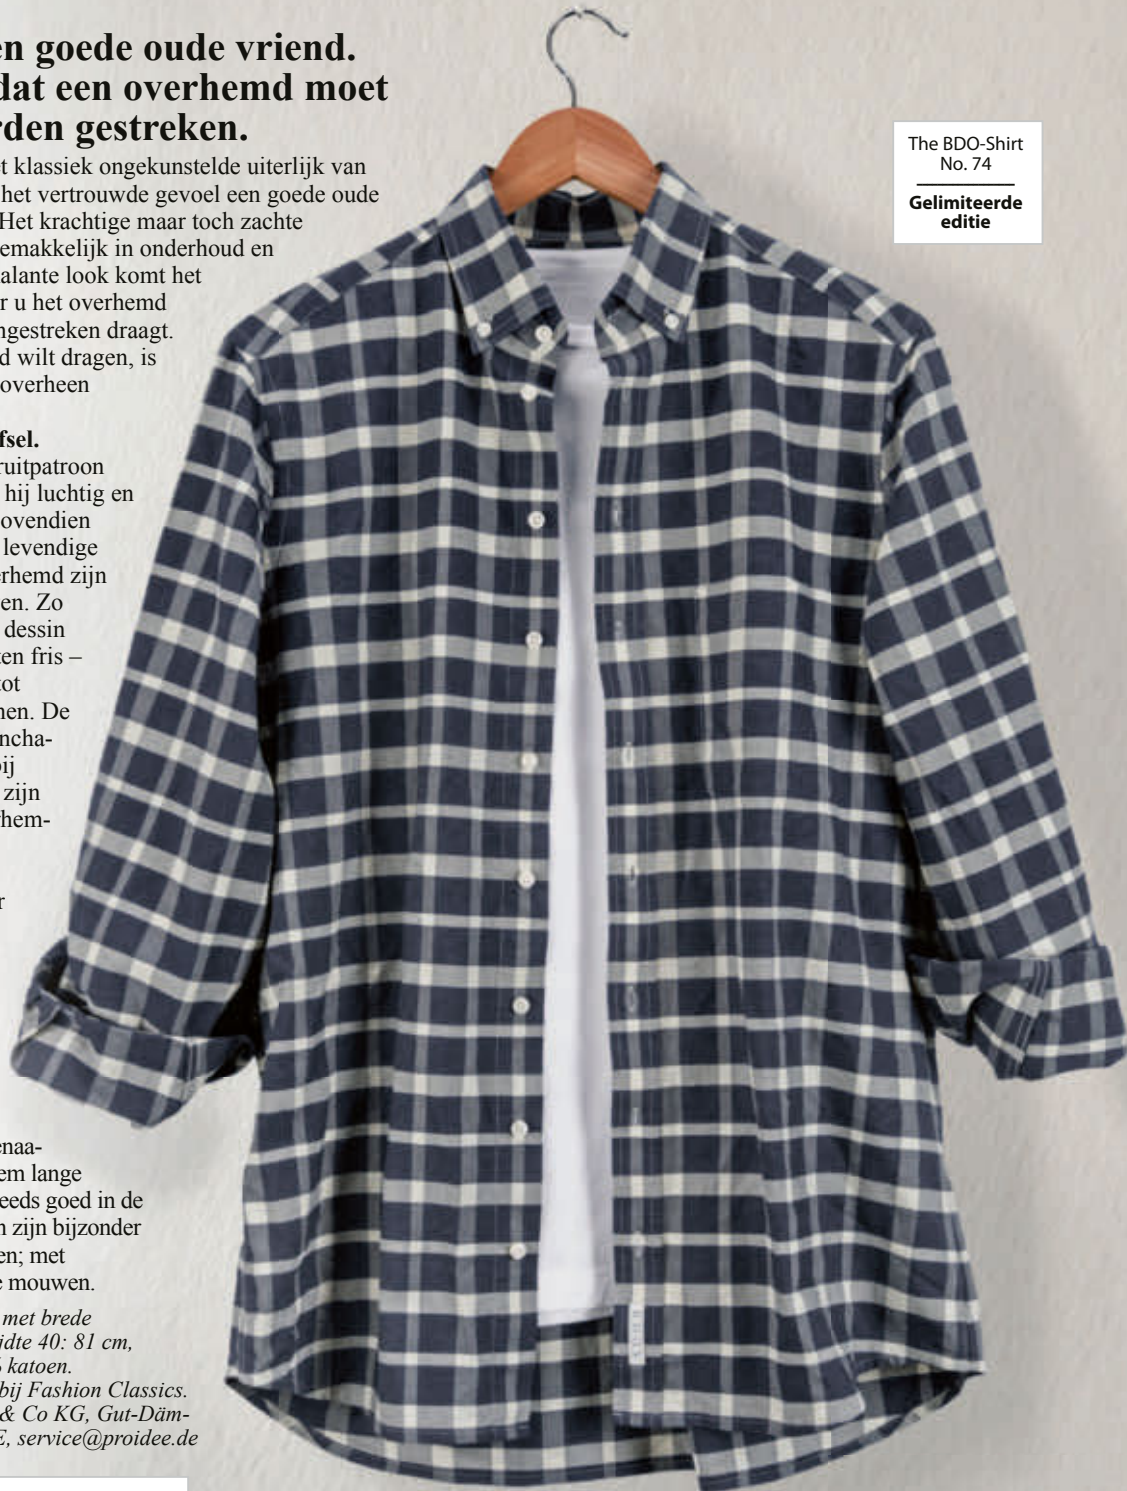 en goede oude vriend.
dat een overhemd moet
rden gestreken.
t klassiek ongekunstelde uiterlijk van
het vertrouwde gevoel een goede oude
Het krachtige maar toch zachte
emakkelijk in onderhoud en
alante look komt het
r u het overhemd
ngestreken draagt.
d wilt dragen, is
overheen
fsel.
ruitpatroon
hij luchtig en
ovendien
levendige
erhemd zijn
en. Zo
dessin
ten fris –
tot
nen. De
ncha-
bij
zijn
hem-
r
enaa-
em lange
eeds goed in de
n zijn bijzonder
en; met
e mouwen.
met brede
jdte 40: 81 cm,
% katoen.
bij Fashion Classics.
& Co KG, Gut-Däm-
E, service@proidee.de
The BDO-Shirt
No. 74
Gelimiteerde
editie